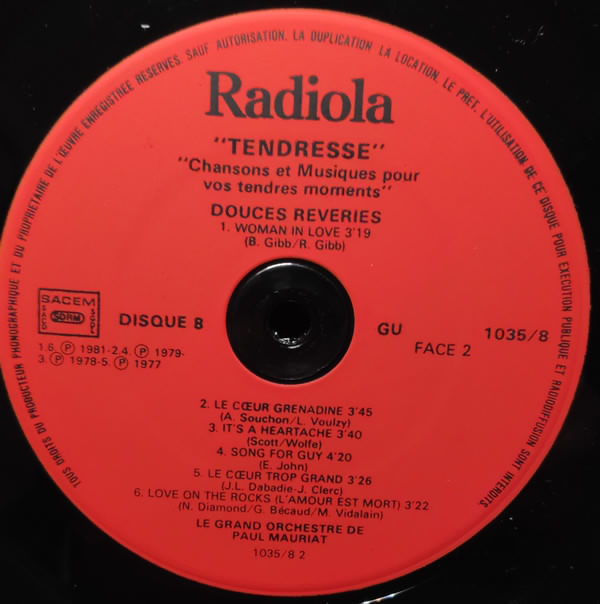 TOUS DROITS DU PRODUCTEUR PHONOGRAPHIQUE ET DU PROPRIETAIRE DE L'ŒUVRE ENREGISTREE RESERVES. SAUF AUTORISATION, LA DUPLICATION LA LOCATION, LE PRET, L'UTILISATION DE CE DISQUE POUR EXECUTION PUBLIQUE ET RADIODIFFUSION SONT INTERDITS
Radiola
"TENDRESSE"
"Chansons et Musiques pour
vos tendres moments"
DOUCES REVERIES
1. WOMAN IN LOVE 3'19
(B. Gibb/R. Gibb)
SACEM
SACD
SDRM
SGDL
DISQUE 8
1.6. Ⓟ 1981-2.4. Ⓟ 1979-
3. Ⓟ 1978-5. Ⓟ 1977
GU
1035/8
FACE 2
2. LE CŒUR GRENADINE 3'45
(A. Souchon/L. Voulzy)
3. IT'S A HEARTACHE 3'40
(Scott/Wolfe)
4. SONG FOR GUY 4'20
(E. John)
5. LE CŒUR TROP GRAND 3'26
(J.L. Dabadie-J. Clerc)
6. LOVE ON THE ROCKS (L'AMOUR EST MORT) 3'22
(N. Diamond/G. Bécaud/M. Vidalain)
LE GRAND ORCHESTRE DE
PAUL MAURIAT
1035/8 2